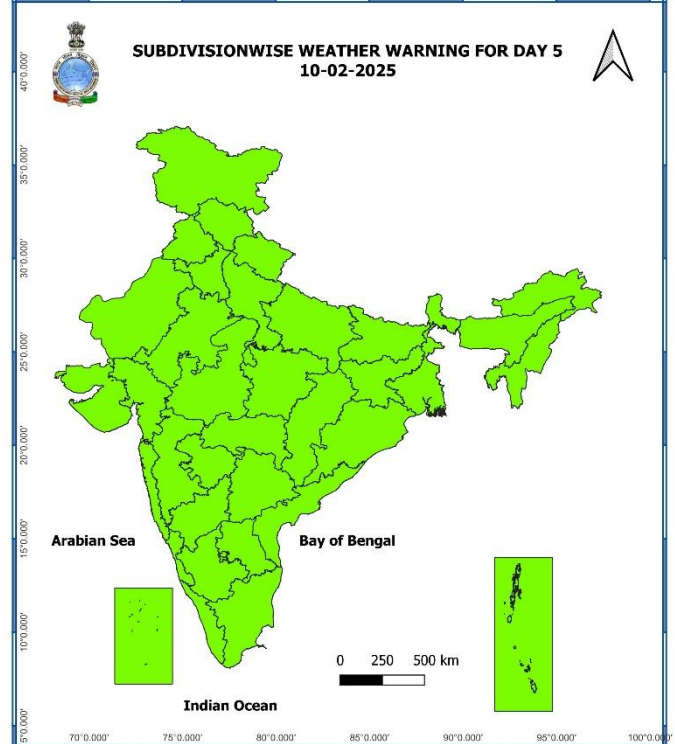 SUBDIVISIONWISE WEATHER WARNING FOR DAY 5
10-02-2025
40°0.000'
35°0.000'
30°0.000'
25°0.000'
20°0.000'
15°0.000'
10°0.000'
5°0.000'
Arabian Sea
Bay of Bengal
0 250 500 km
Indian Ocean
70°0.000' 75°0.000' 80°0.000' 85°0.000' 90°0.000' 95°0.000' 100°0.000'